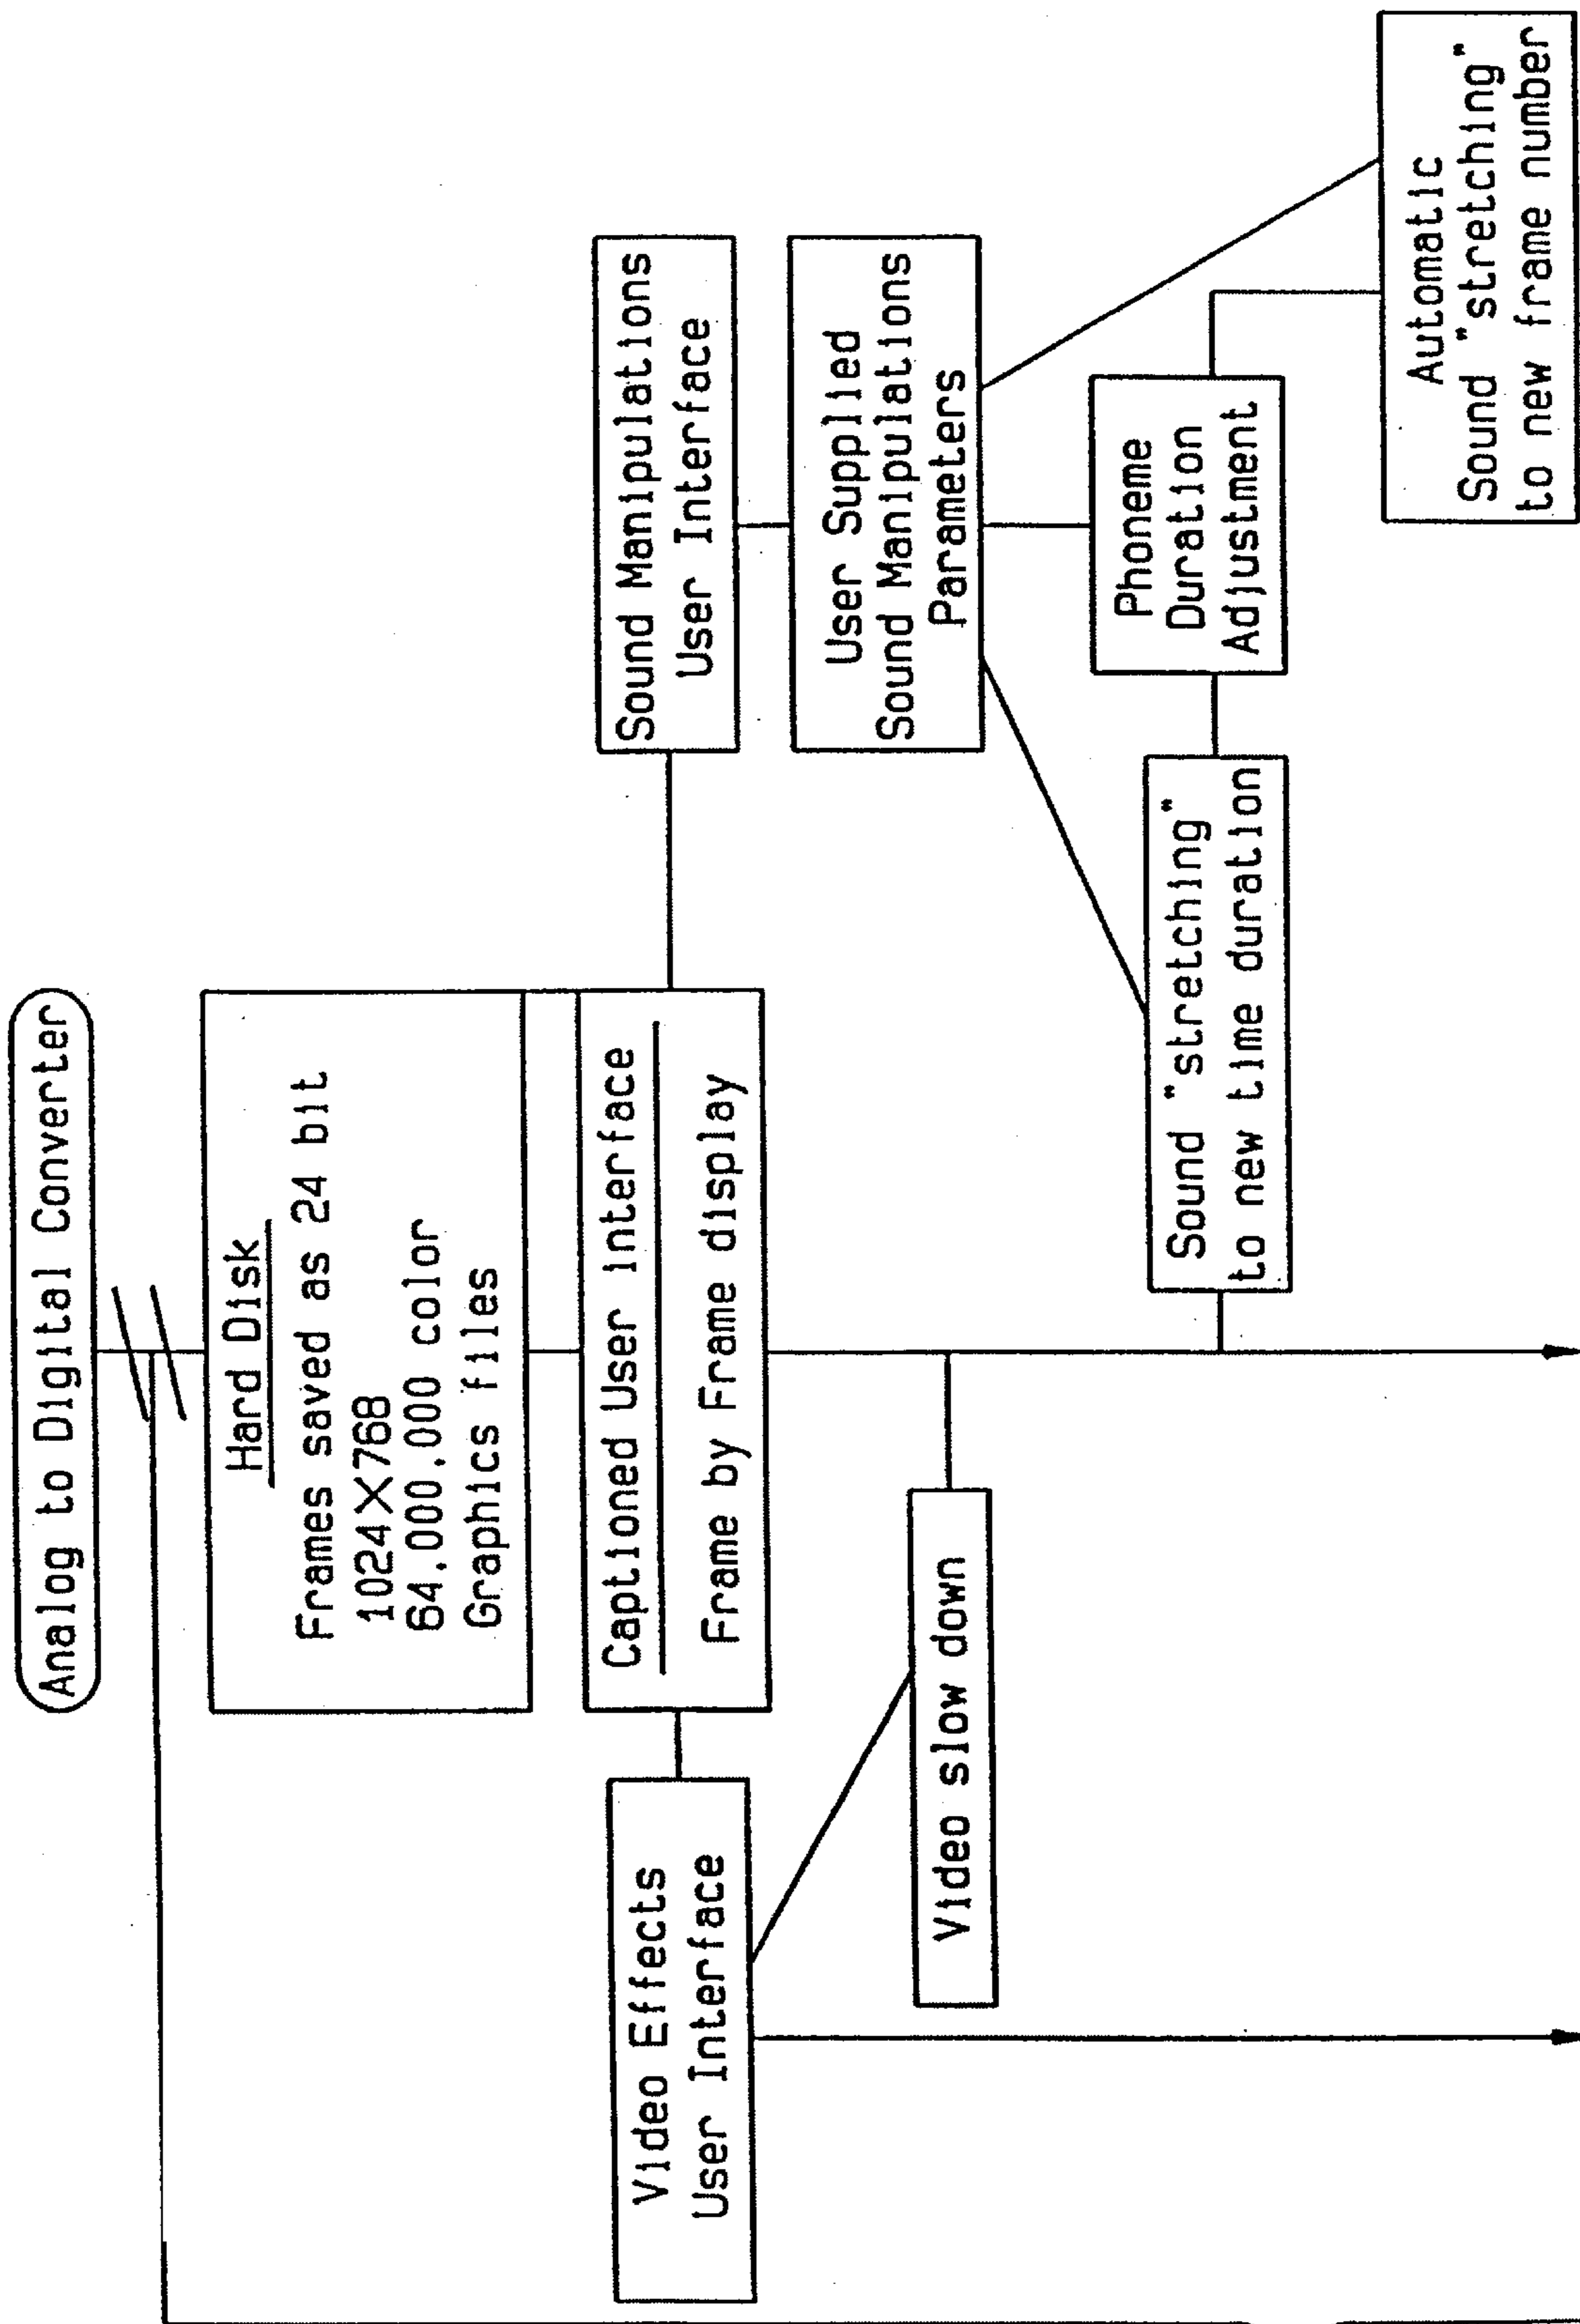 Analog to Digital Converter
Hard Disk
Frames saved as 24 bit
1024X768
64,000,000 color
Graphics files
Captioned User interface
Frame by Frame display
Video Effects
User Interface
Video slow down
Sound Manipulations
User Interface
User Supplied
Sound Manipulations
Parameters
Phoneme
Duration
Adjustment
Sound "stretching"
to new time duration
Automatic
Sound "stretching"
to new frame number